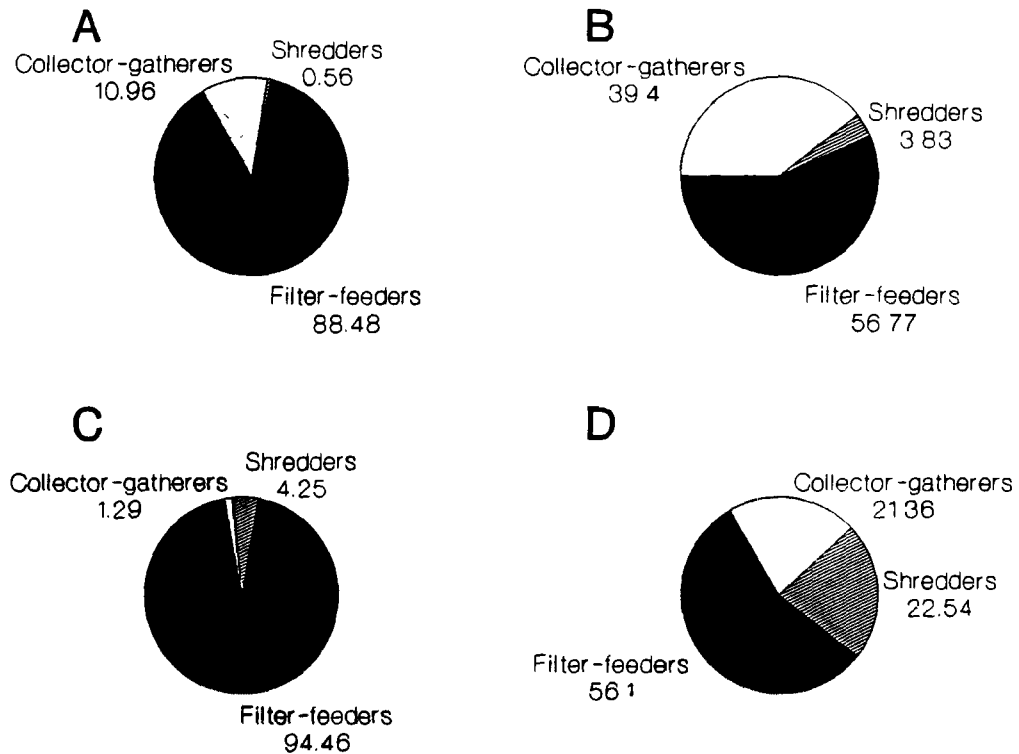 A
Collector-gatherers
10.96
Shredders
0.56
Filter-feeders
88.48
B
Collector-gatherers
39 4
Shredders
3 83
Filter-feeders
56 77
C
Collector-gatherers
1.29
Shredders
4.25
Filter-feeders
94.46
D
Collector-gatherers
21 36
Shredders
22.54
Filter-feeders
56 1